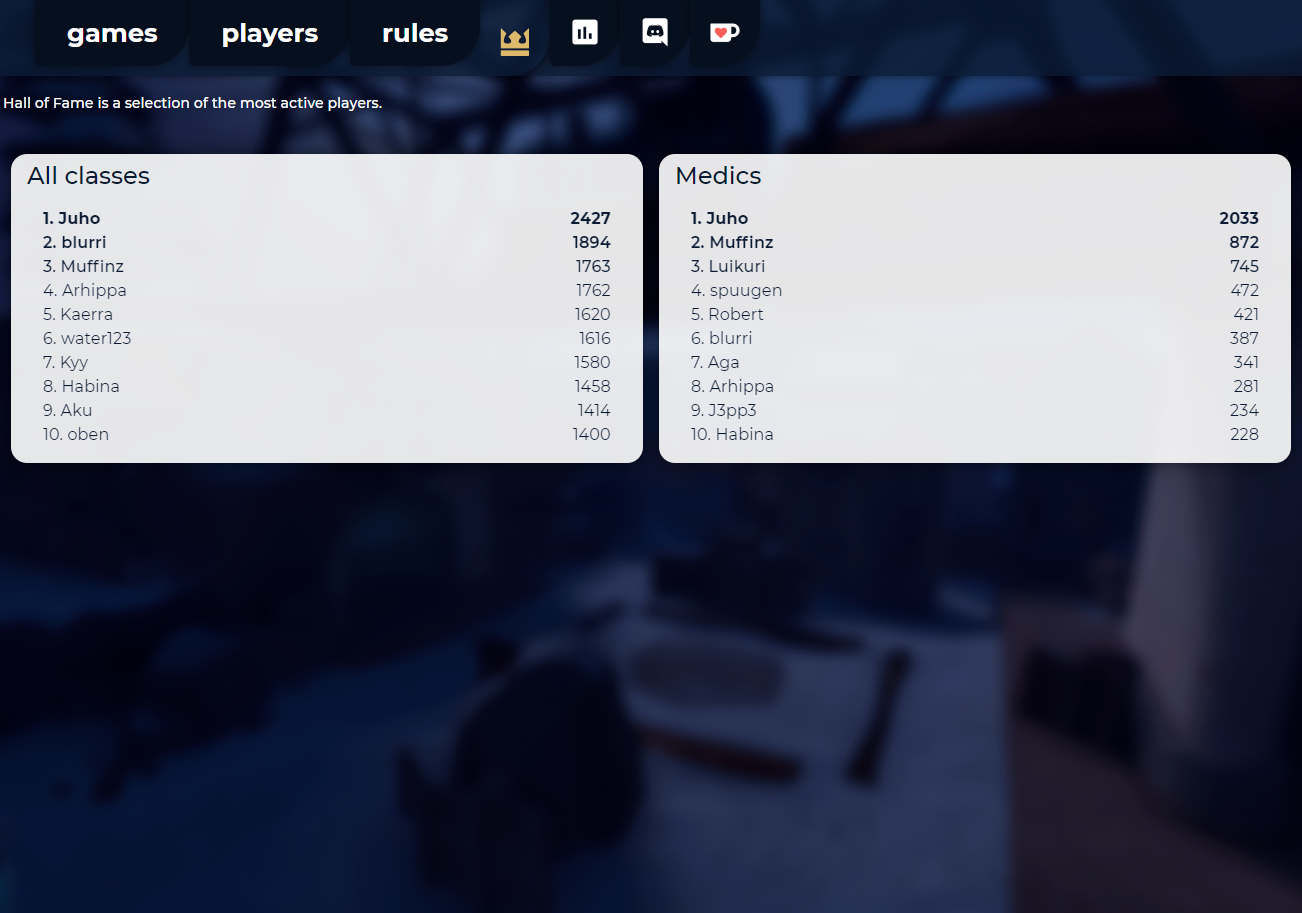 games players rules
Hall of Fame is a selection of the most active players.
All classes
1. Juho 2427
2. blurri 1894
3. Muffinz 1763
4. Arhippa 1762
5. Kaerra 1620
6. water123 1616
7. Kyy 1580
8. Habina 1458
9. Aku 1414
10. oben 1400
Medics
1. Juho 2033
2. Muffinz 872
3. Luikuri 745
4. spuugen 472
5. Robert 421
6. blurri 387
7. Aga 341
8. Arhippa 281
9. J3pp3 234
10. Habina 228